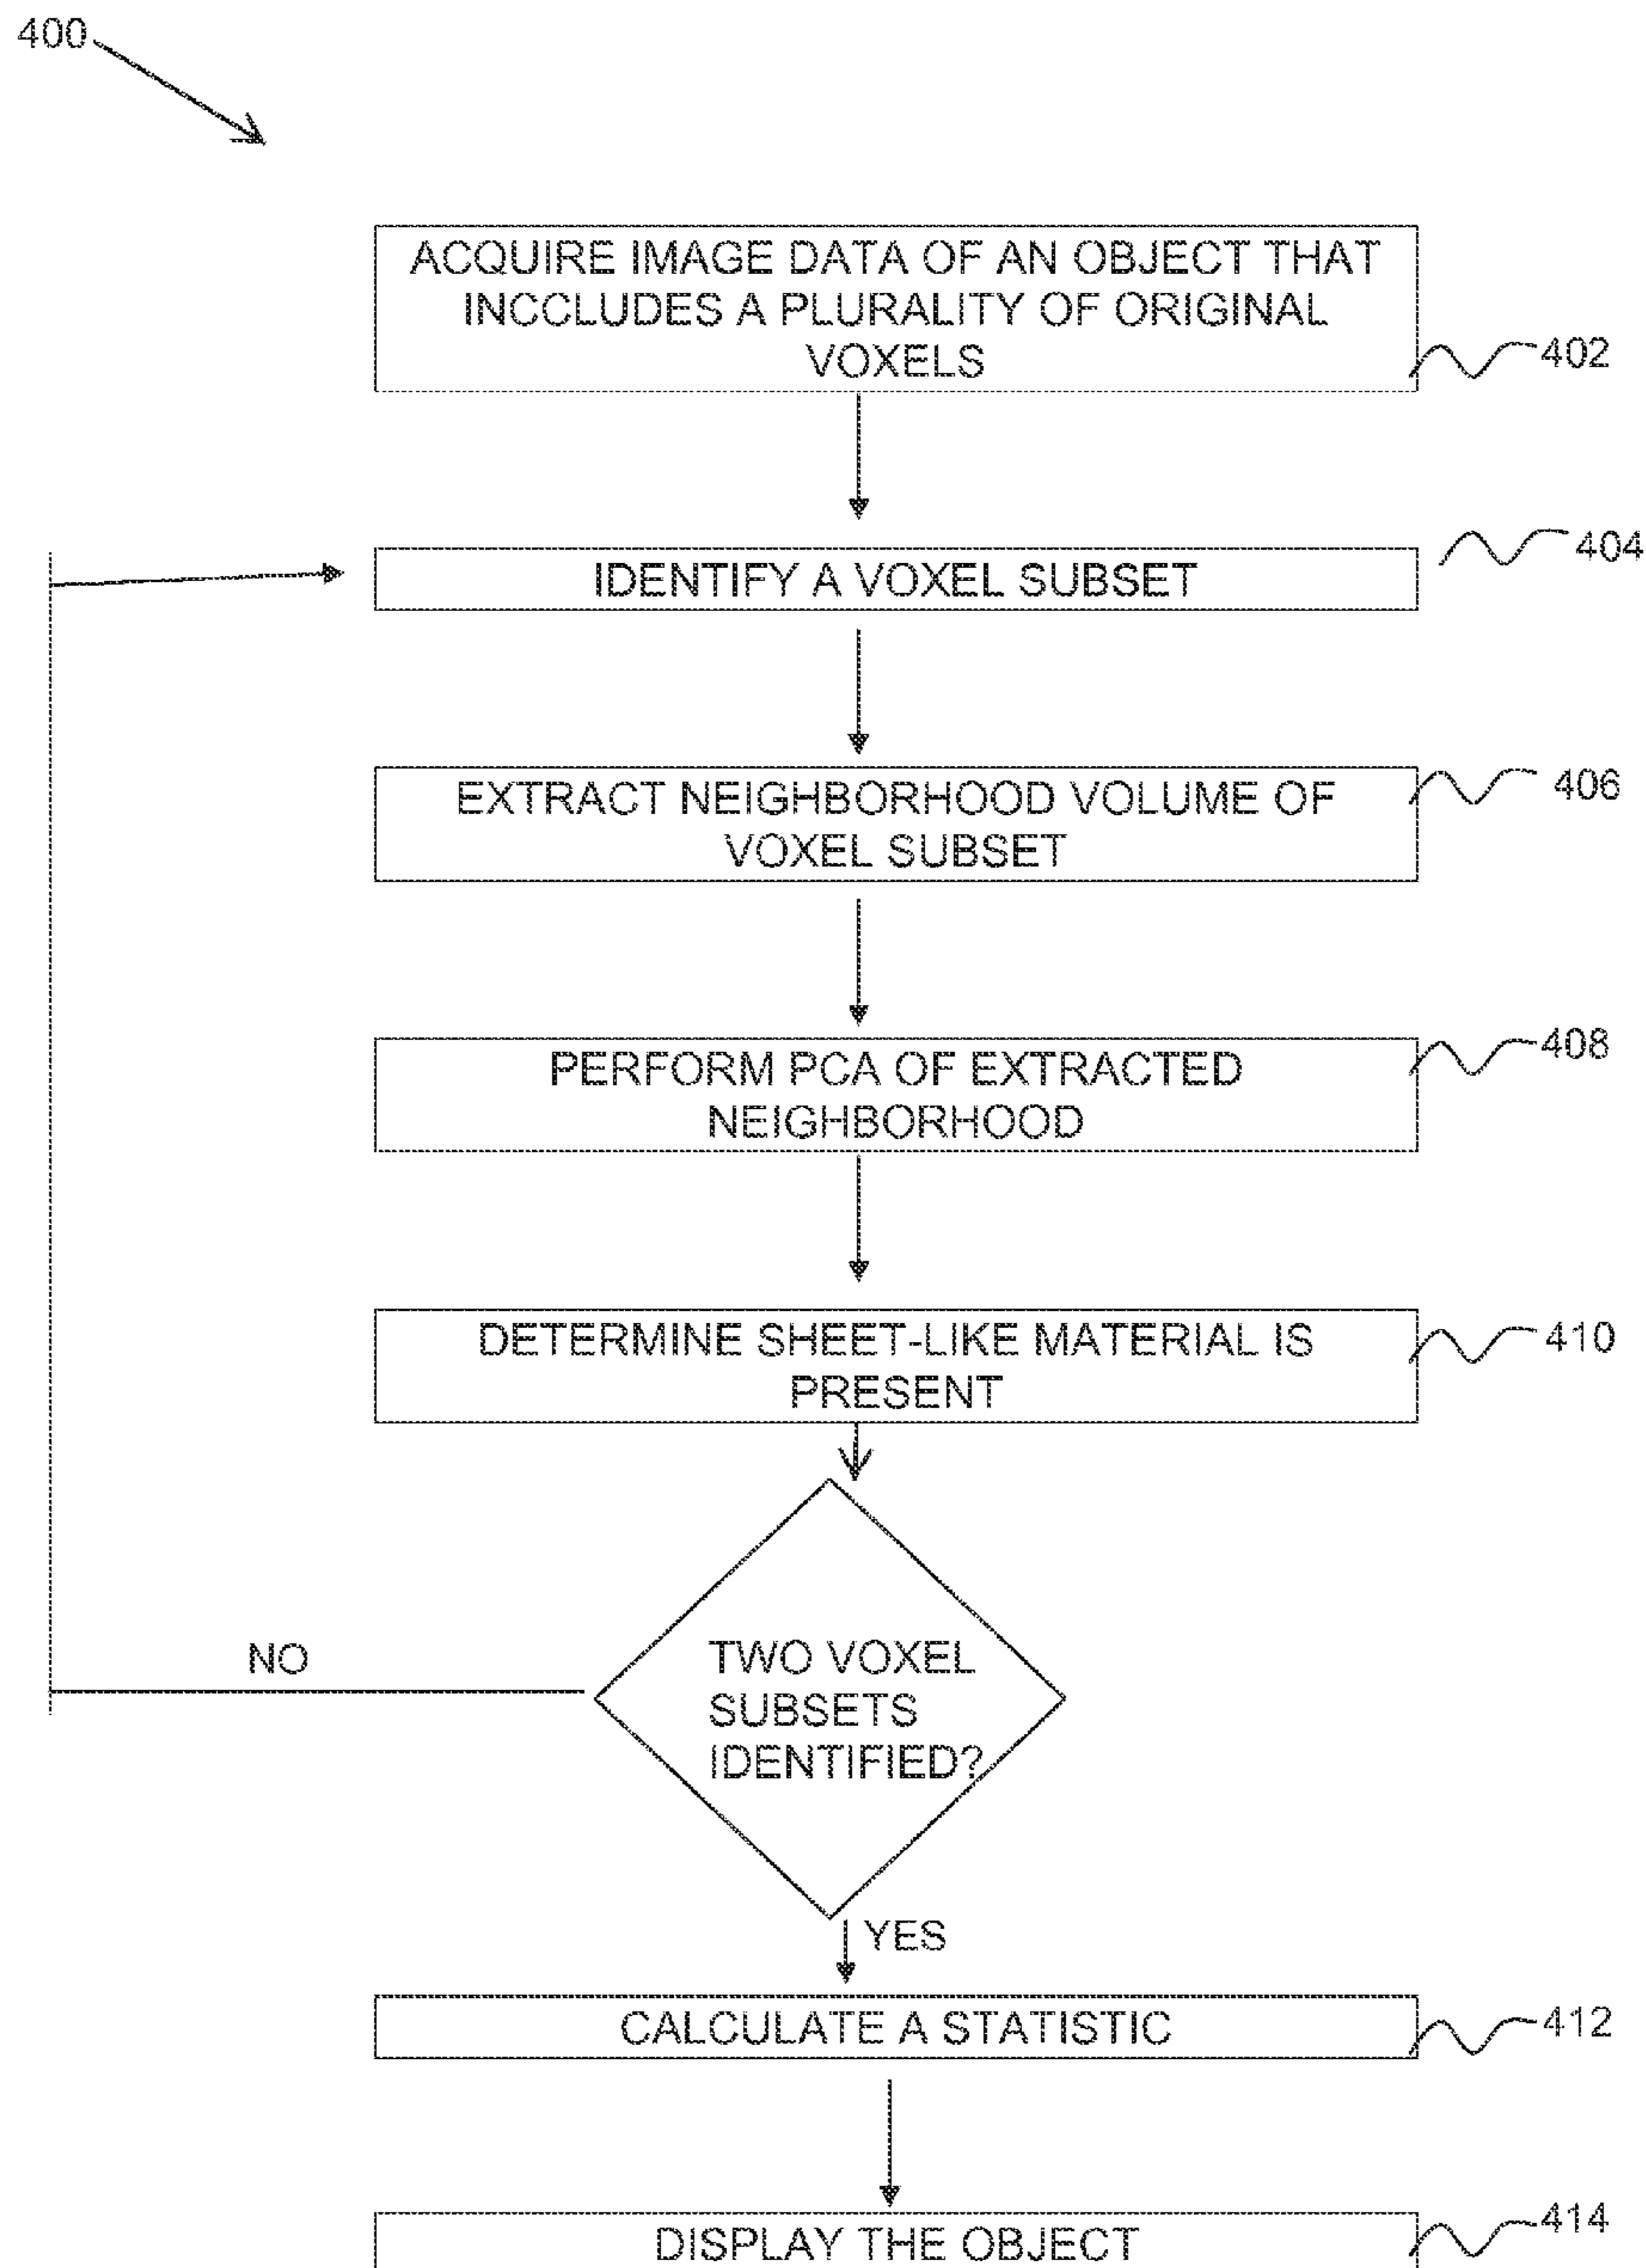 400
ACQUIRE IMAGE DATA OF AN OBJECT THAT
INCCLUDES A PLURALITY OF ORIGINAL
VOXELS
402
IDENTIFY A VOXEL SUBSET
404
EXTRACT NEIGHBORHOOD VOLUME OF
VOXEL SUBSET
406
PERFORM PCA OF EXTRACTED
NEIGHBORHOOD
408
DETERMINE SHEET-LIKE MATERIAL IS
PRESENT
410
NO
TWO VOXEL
SUBSETS
IDENTIFIED?
YES
CALCULATE A STATISTIC
412
DISPLAY THE OBJECT
414